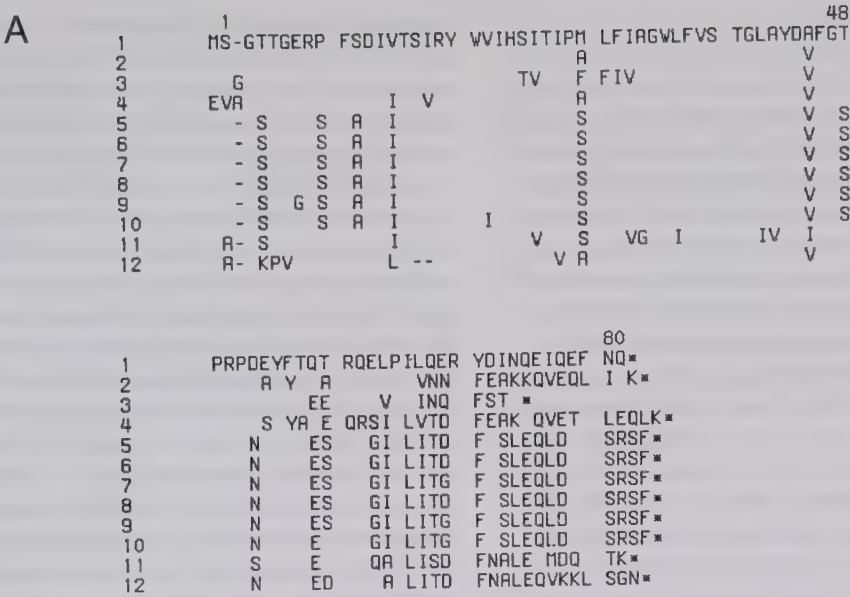 A
1
48
1 MS-GTTGERP FSDIVTSIRY WVIHSITIPM LFIAGWLFVS TGLAYDAFGT
2 A V
3 G TV F FIV V
4 EVA I V A V
5 - S S A I S V S
6 - S S A I S V S
7 - S S A I S V S
8 - S S A I S V S
9 - S G S A I S V S
10 - S S A I I S V S
11 A- S I V S VG I IV I
12 A- KPV L -- V A V
80
1 PRPDEYFTQT RQELPILQER YDINQEIQEF NQ*
2 A Y A VNN FEAKKQVEQL I K*
3 EE V INQ FST *
4 S YA E QRSI LVTD FEAK QVET LEQLK*
5 N ES GI LITD F SLEQLD SRSF*
6 N ES GI LITD F SLEQLD SRSF*
7 N ES GI LITG F SLEQLD SRSF*
8 N ES GI LITD F SLEQLD SRSF*
9 N ES GI LITG F SLEQLD SRSF*
10 N E GI LITG F SLEQLD SRSF*
11 S E QA LISD FNALE MDQ TK*
12 N ED A LITD FNALEQVKKL SGN*